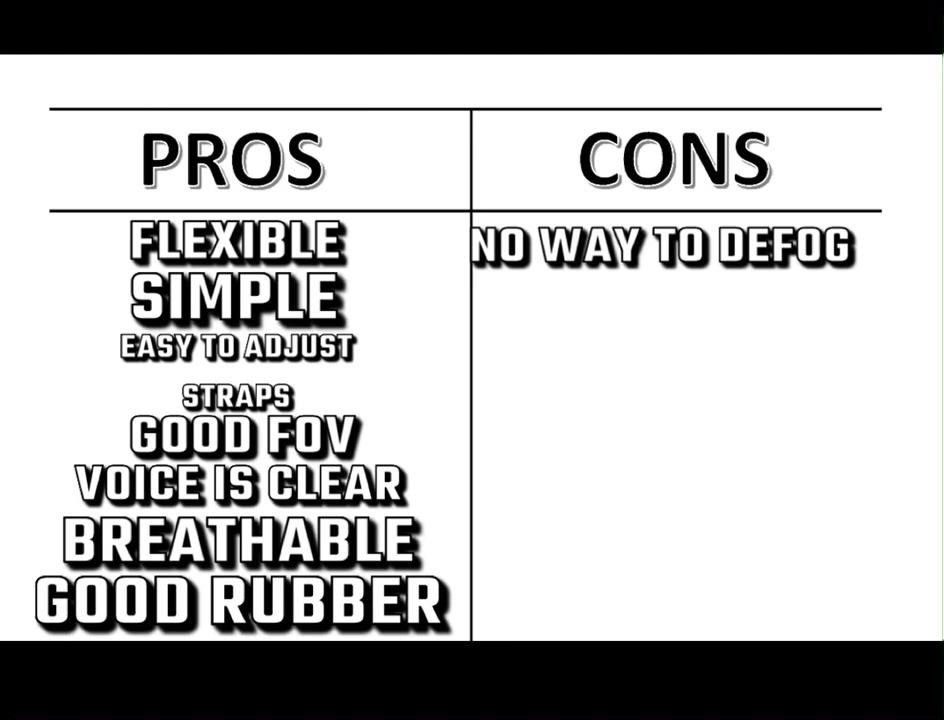 PROS
CONS
FLEXIBLE
SIMPLE
EASY TO ADJUST
STRAPS
GOOD FOV
VOICE IS CLEAR
BREATHABLE
GOOD RUBBER
NO WAY TO DEFOG